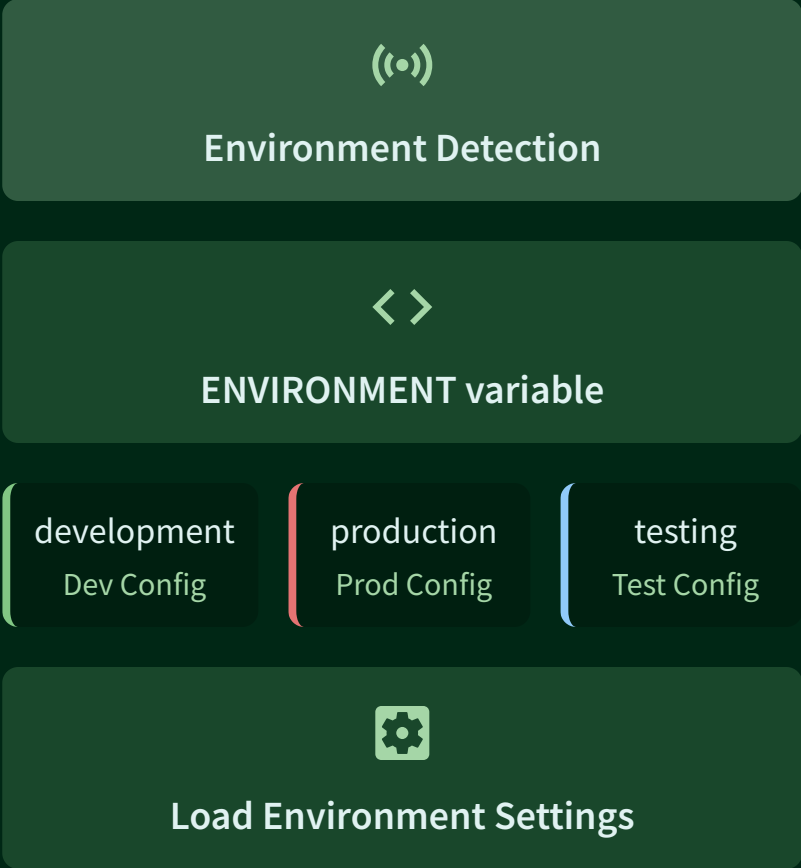 Environment Detection
ENVIRONMENT variable
development
Dev Config
production
Prod Config
testing
Test Config
Load Environment Settings